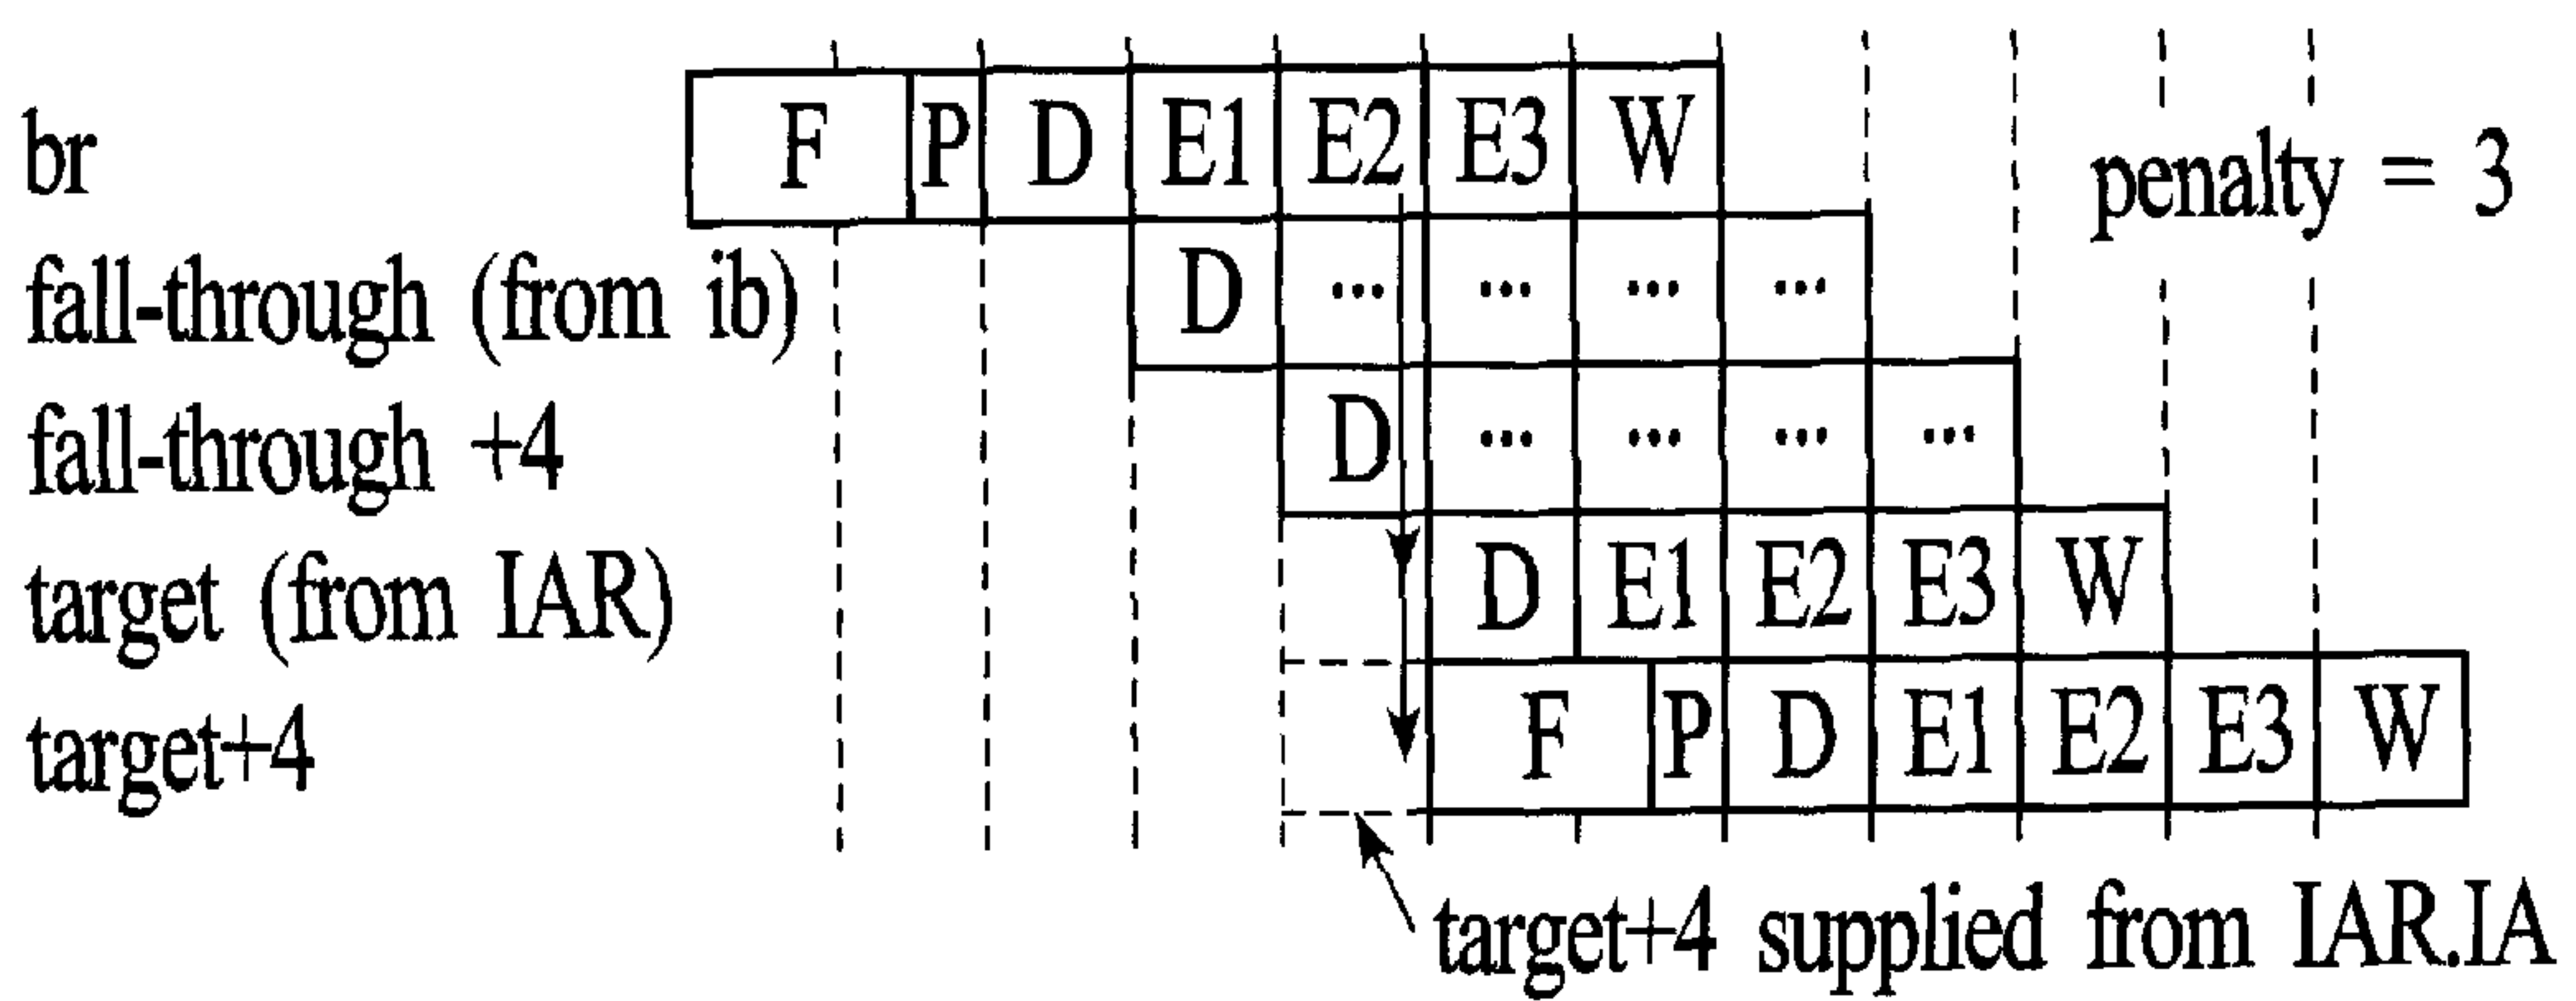 br F P D E1 E2 E3 W penalty = 3
fall-through (from ib) D ... ... ... ...
fall-through +4 D ... ... ... ...
target (from IAR) D E1 E2 E3 W
target+4 F P D E1 E2 E3 W
target+4 supplied from IAR.IA